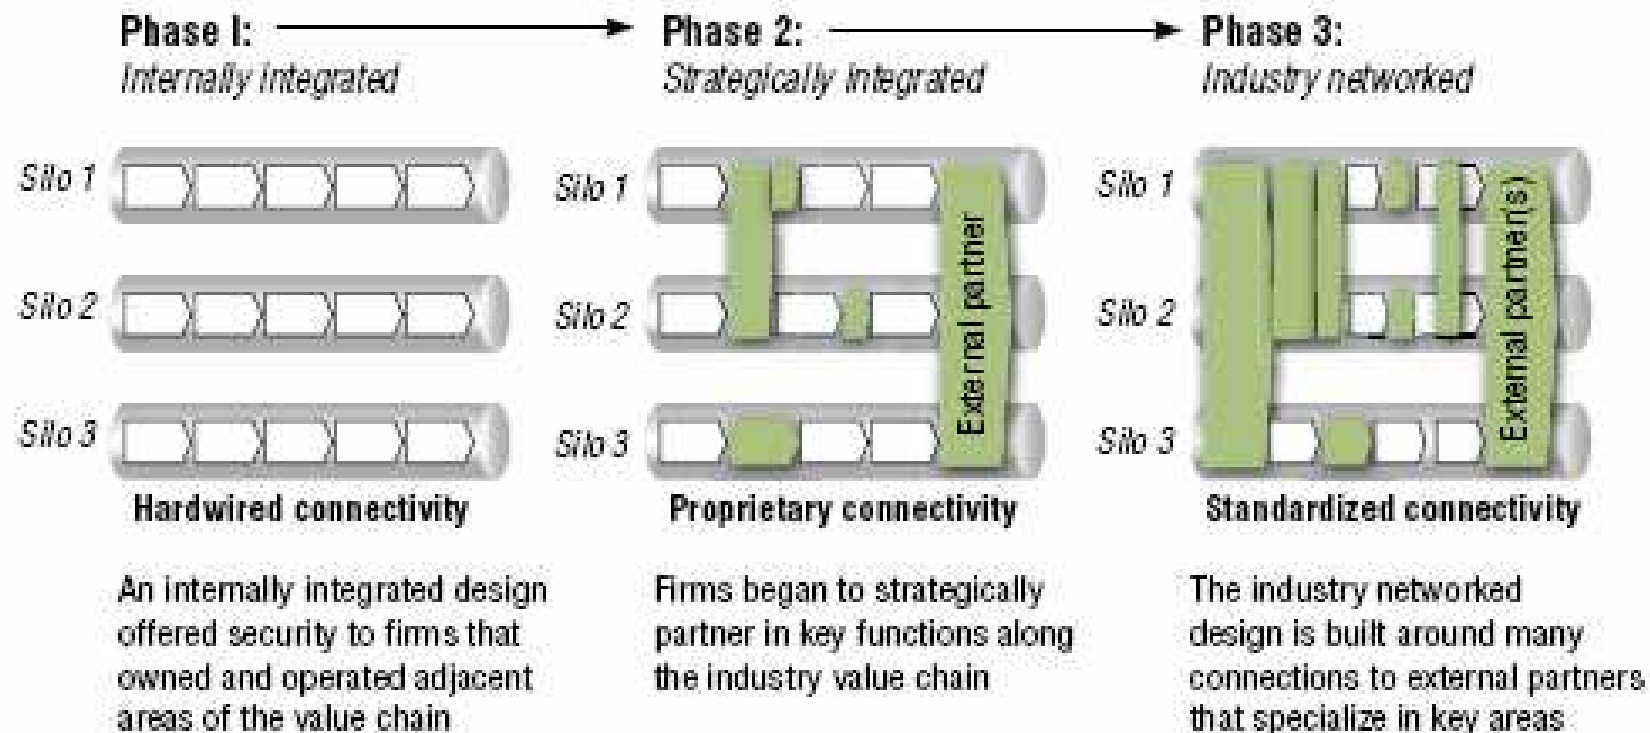 Phase 1:
Internally integrated
Silo 1
Silo 2
Silo 3
Hardwired connectivity
An internally integrated design
offered security to firms that
owned and operated adjacent
areas of the value chain
Phase 2:
Strategically integrated
Silo 1
Silo 2
Silo 3
External partner
Proprietary connectivity
Firms began to strategically
partner in key functions along
the industry value chain
Phase 3:
Industry networked
Silo 1
Silo 2
Silo 3
External partner(s)
Standardized connectivity
The industry networked
design is built around many
connections to external partners
that specialize in key areas